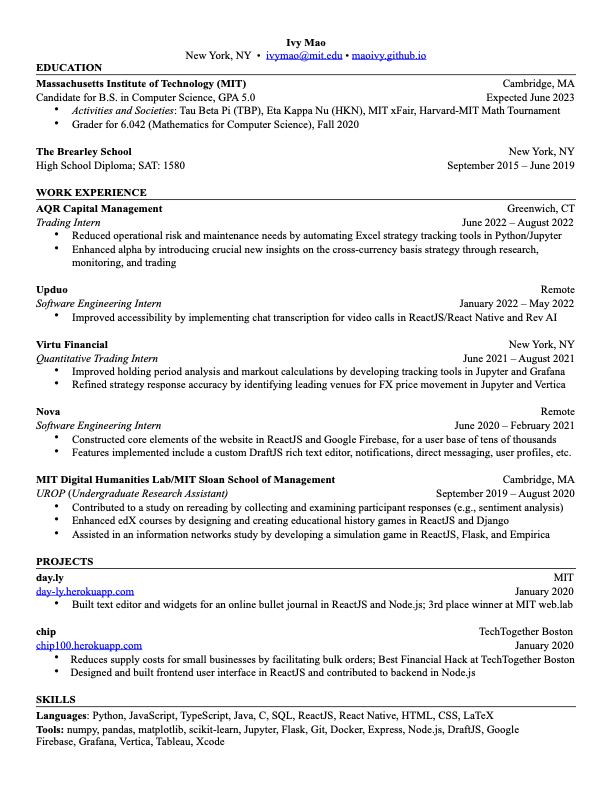 Ivy Mao
New York, NY • ivymao@mit.edu • maoivy.github.io
EDUCATION
Massachusetts Institute of Technology (MIT) Cambridge, MA
Candidate for B.S. in Computer Science, GPA 5.0 Expected June 2023
• Activities and Societies: Tau Beta Pi (TBP), Eta Kappa Nu (HKN), MIT xFair, Harvard-MIT Math Tournament
• Grader for 6.042 (Mathematics for Computer Science), Fall 2020
The Brearley School New York, NY
High School Diploma; SAT: 1580 September 2015 – June 2019
WORK EXPERIENCE
AQR Capital Management Greenwich, CT
Trading Intern June 2022 – August 2022
• Reduced operational risk and maintenance needs by automating Excel strategy tracking tools in Python/Jupyter
• Enhanced alpha by introducing crucial new insights on the cross-currency basis strategy through research,
monitoring, and trading
Upduo Remote
Software Engineering Intern January 2022 – May 2022
• Improved accessibility by implementing chat transcription for video calls in ReactJS/React Native and Rev AI
Virtu Financial New York, NY
Quantitative Trading Intern June 2021 – August 2021
• Improved holding period analysis and markout calculations by developing tracking tools in Jupyter and Grafana
• Refined strategy response accuracy by identifying leading venues for FX price movement in Jupyter and Vertica
Nova Remote
Software Engineering Intern June 2020 – February 2021
• Constructed core elements of the website in ReactJS and Google Firebase, for a user base of tens of thousands
• Features implemented include a custom DraftJS rich text editor, notifications, direct messaging, user profiles, etc.
MIT Digital Humanities Lab/MIT Sloan School of Management Cambridge, MA
UROP (Undergraduate Research Assistant) September 2019 – August 2020
• Contributed to a study on rereading by collecting and examining participant responses (e.g., sentiment analysis)
• Enhanced edX courses by designing and creating educational history games in ReactJS and Django
• Assisted in an information networks study by developing a simulation game in ReactJS, Flask, and Empirica
PROJECTS
day.ly MIT
day-ly.herokuapp.com January 2020
• Built text editor and widgets for an online bullet journal in ReactJS and Node.js; 3rd place winner at MIT web.lab
chip TechTogether Boston
chip100.herokuapp.com January 2020
• Reduces supply costs for small businesses by facilitating bulk orders; Best Financial Hack at TechTogether Boston
• Designed and built frontend user interface in ReactJS and contributed to backend in Node.js
SKILLS
Languages: Python, JavaScript, TypeScript, Java, C, SQL, ReactJS, React Native, HTML, CSS, LaTeX
Tools: numpy, pandas, matplotlib, scikit-learn, Jupyter, Flask, Git, Docker, Express, Node.js, DraftJS, Google
Firebase, Grafana, Vertica, Tableau, Xcode